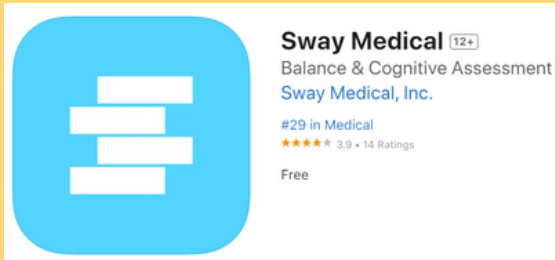 Sway Medical 12+
Balance & Cognitive Assessment
Sway Medical, Inc.
#29 in Medical
★★★★★ 3.9 • 14 Ratings
Free